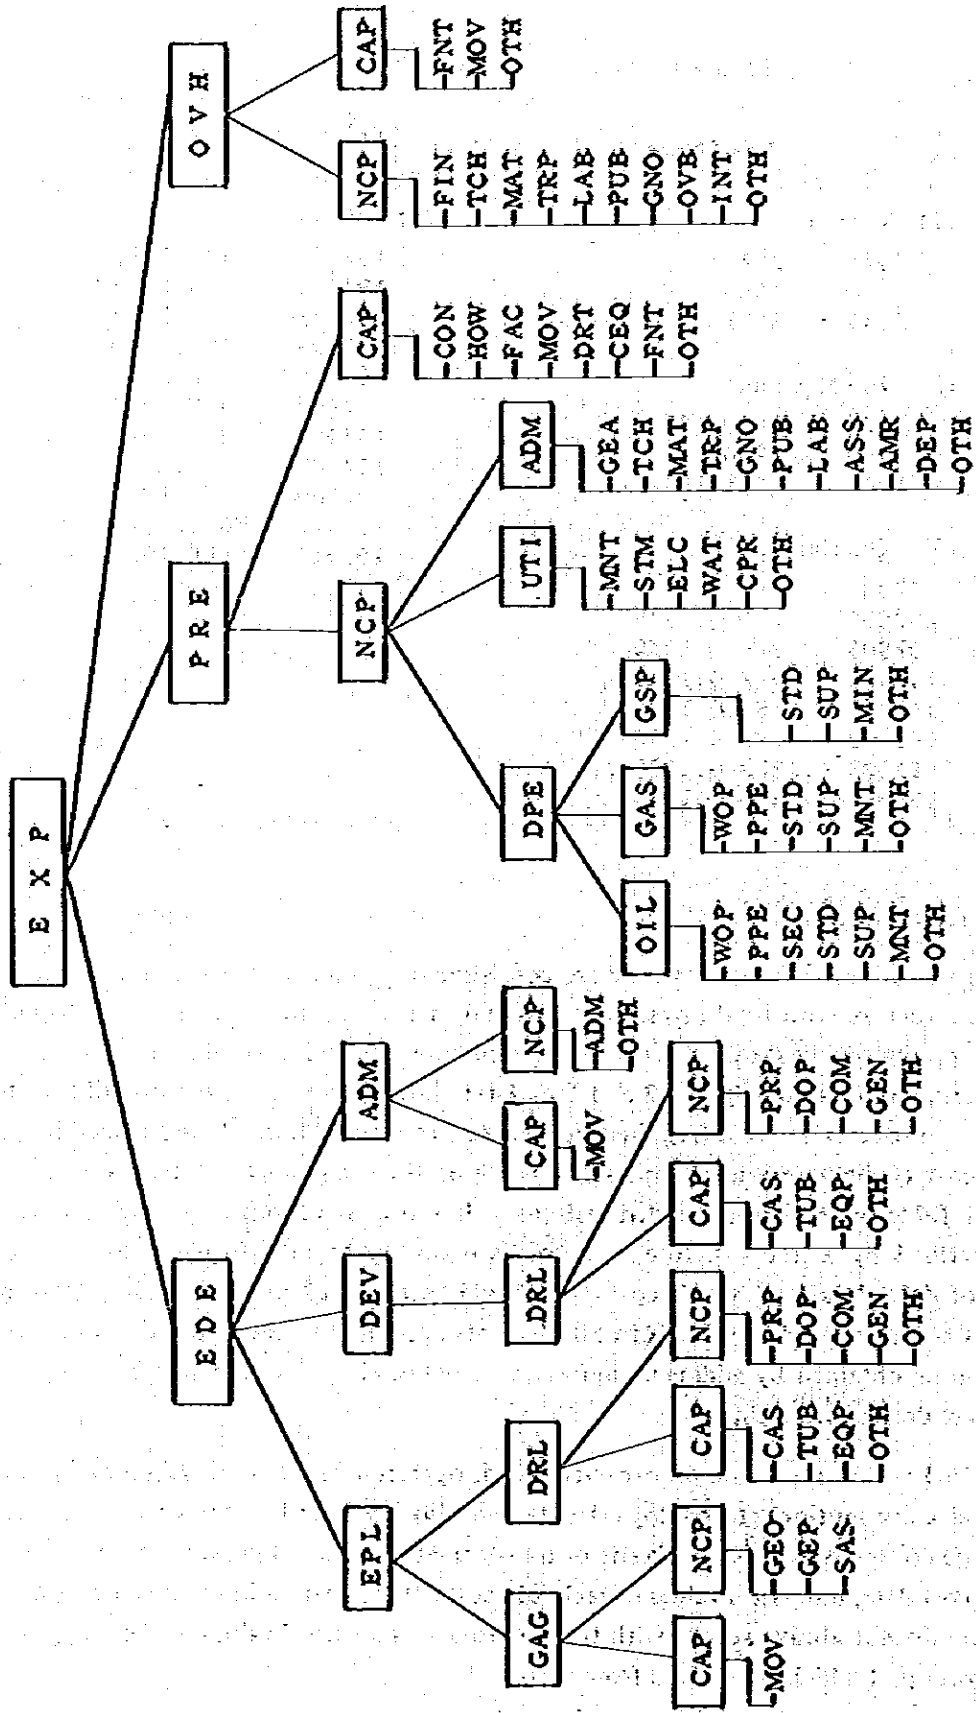 E X P
E D E
P R E
O V H
EPL
DEV
ADM
NCP
CAP
NCP
CAP
GAG
DRL
DRL
CAP
NCP
DPE
UTI
ADM
CAP
NCP
CAP
NCP
CAP
NCP
OIL
GAS
GSP
-MOV
-GEO
-GEP
-SAS
-CAS
-TUB
-EQP
-OTH
-PRP
-DOP
-COM
-GEN
-OTH
-CAS
-TUB
-EQP
-OTH
-PRP
-DOP
-COM
-GEN
-OTH
-MOV
-ADM
-OTH
-WOP
-PPE
-SEC
-STD
-SUP
-MNT
-OTH
-WOP
-PPE
-STD
-SUP
-MNT
-OTH
-STD
-SUP
-MIN
-OTH
-MNT
-STM
-ELC
-WAT
-CPR
-OTH
-GEA
-TCH
-MAT
-TRP
-GNO
-PUB
-LAB
-ASS
-AMR
-DEP
-OTH
-CON
-HOW
-FAC
-MOV
-DRT
-CEQ
-FNT
-OTH
-FIN
-TCH
-MAT
-TRP
-LAB
-PUB
-GNO
-OVB
-INT
-OTH
-FNT
-MOV
-OTH